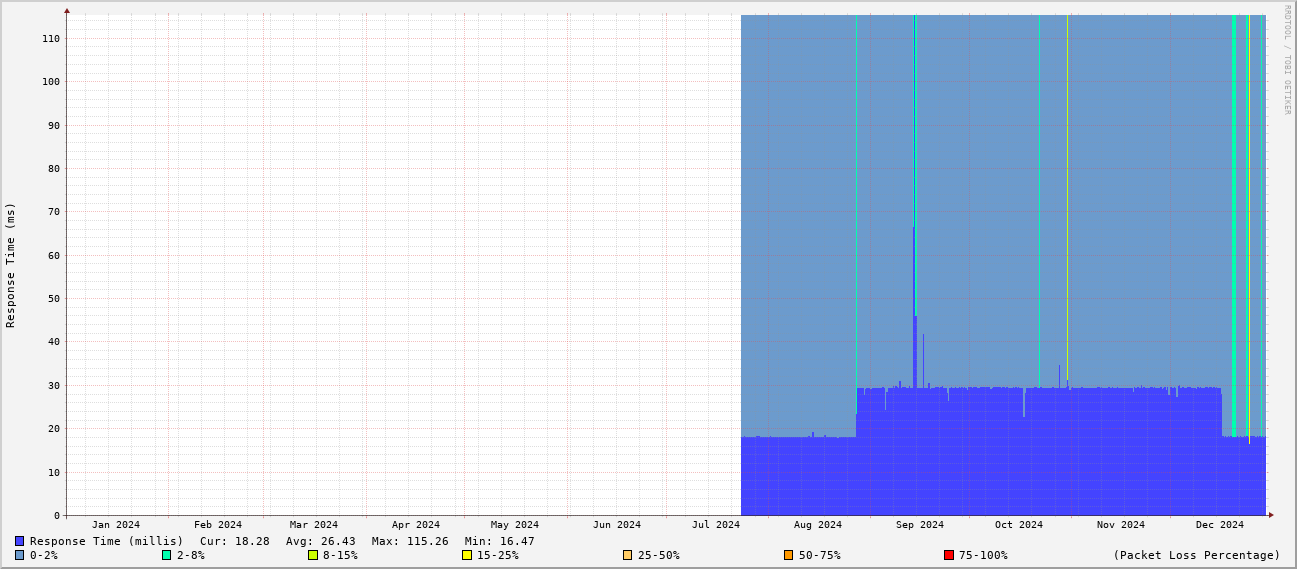 RRDTOOL / TOBI OETIKER
Response Time (ms)
110
100
90
80
70
60
50
40
30
20
10
0
Jan 2024 Feb 2024 Mar 2024 Apr 2024 May 2024 Jun 2024 Jul 2024 Aug 2024 Sep 2024 Oct 2024 Nov 2024 Dec 2024
Response Time (millis) Cur: 18.28 Avg: 26.43 Max: 115.26 Min: 16.47
0-2% 2-8% 8-15% 15-25% 25-50% 50-75% 75-100% (Packet Loss Percentage)